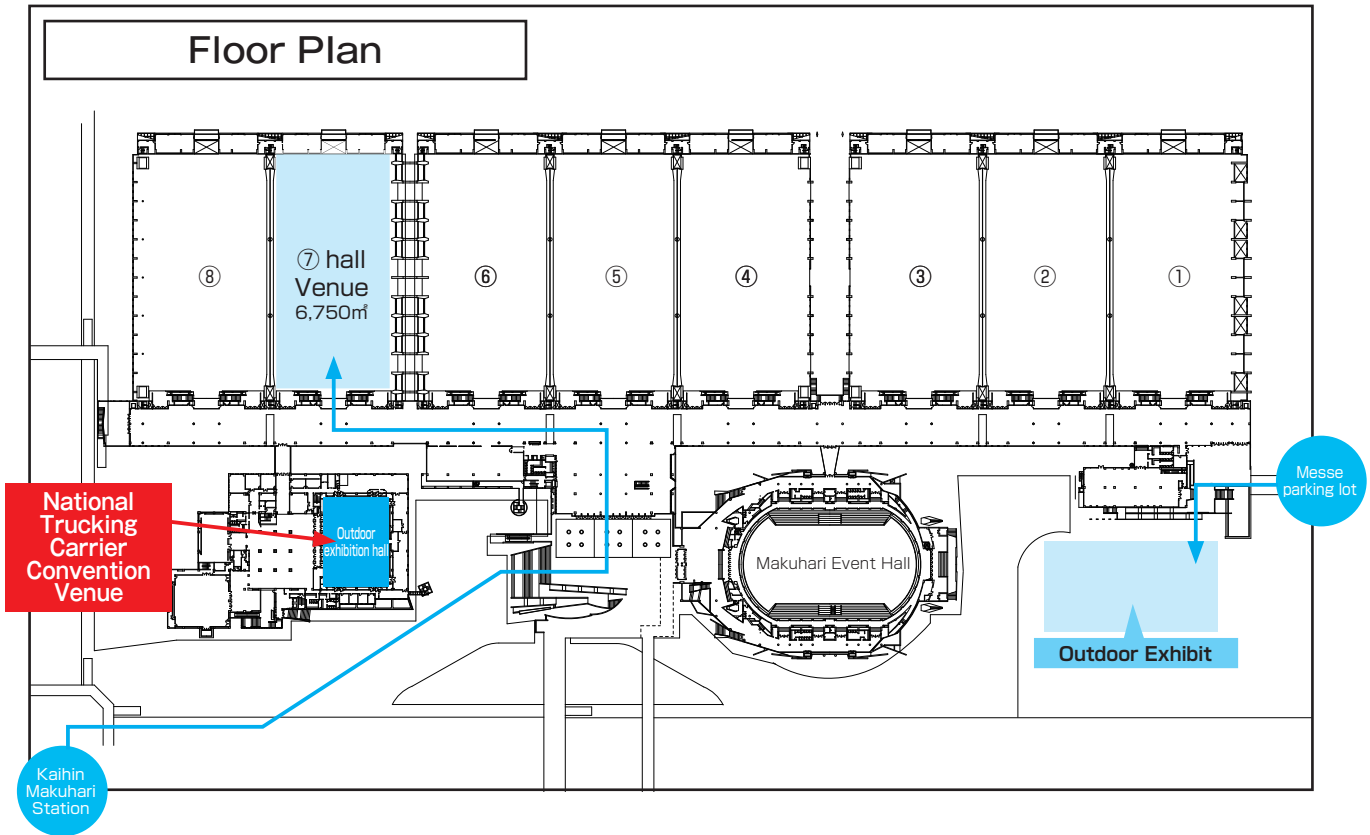 Floor Plan
⑧
⑦ hall
Venue
6,750㎡
⑥
⑤
④
③
②
①
National
Trucking
Carrier
Convention
Venue
Outdoor
exhibition hall
Makuhari Event Hall
Messe
parking lot
Outdoor Exhibit
Kaihin
Makuhari
Station